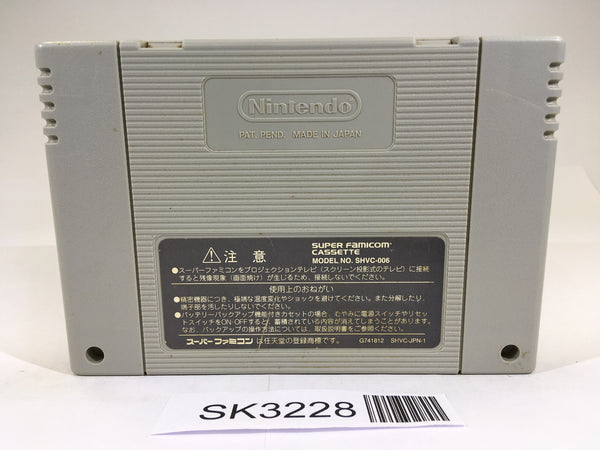 Nintendo
PAT. PEND. MADE IN JAPAN
⚠注意
SUPER FAMICOM
CASSETTE
MODEL NO. SHVC-006
●スーパーファミコンをプロジェクションテレビ（スクリーン投影式のテレビ）に接続
すると残像現象（画面焼け）が生じるため、接続しないでください。
使用上のおねがい
●精密機器につき、極端な温度変化やショックを避けてください。また分解したり、
端子部を汚したりしないでください。
●バッテリーバックアップ機能付きカセットの場合、むやみに電源スイッチやリセ
ットスイッチをON・OFFすると、蓄積されている内容が消えてしまうことがあります。
なお、バックアップの操作方法については、取扱説明書をご参照ください。
スーパーファミコンは任天堂の登録商標です。
G741812 SHVC-JPN-1
SK3228